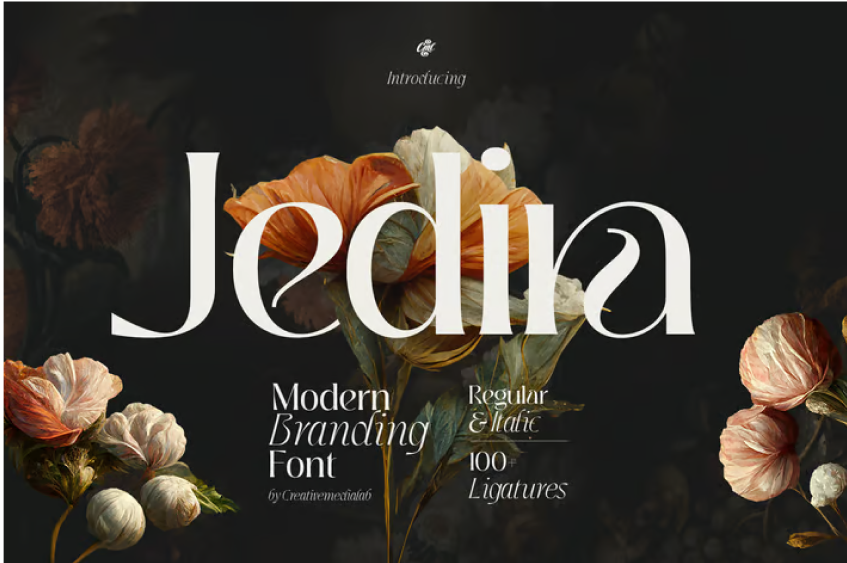 Introducing
Jedira
Modern
Branding
Font
by Creativemedialab
Regular
& Italic
100+
Ligatures